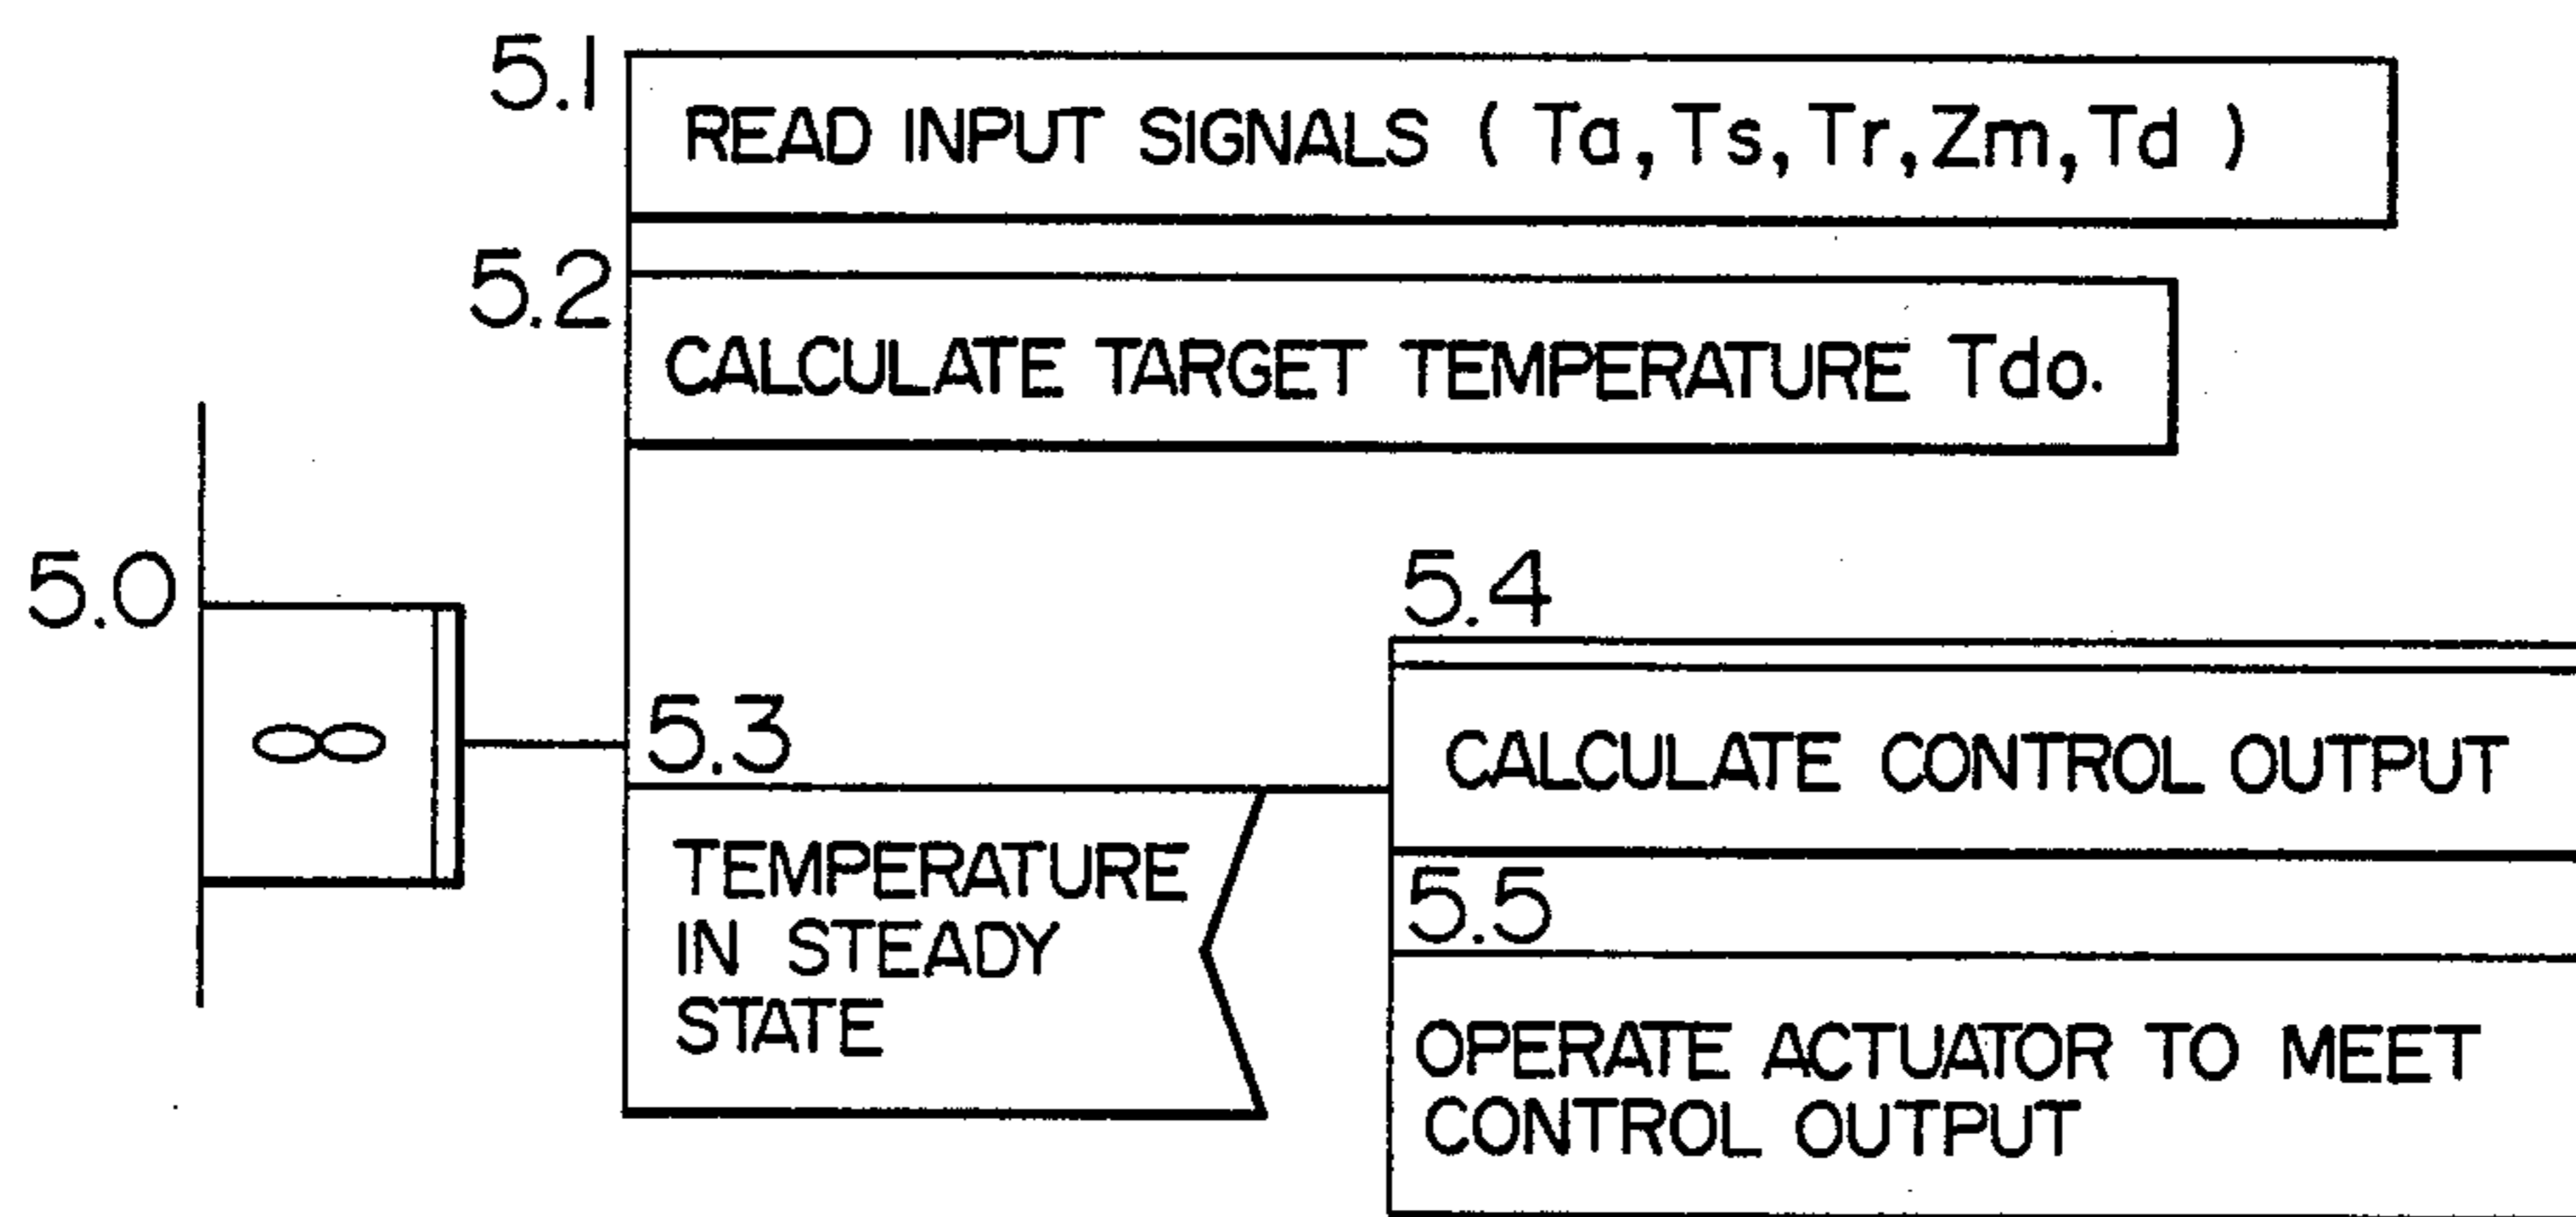 5.1
READ INPUT SIGNALS ( Ta, Ts, Tr, Zm, Td )
5.2
CALCULATE TARGET TEMPERATURE Tdo.
5.0
∞
5.3
TEMPERATURE
IN STEADY
STATE
5.4
CALCULATE CONTROL OUTPUT
5.5
OPERATE ACTUATOR TO MEET
CONTROL OUTPUT